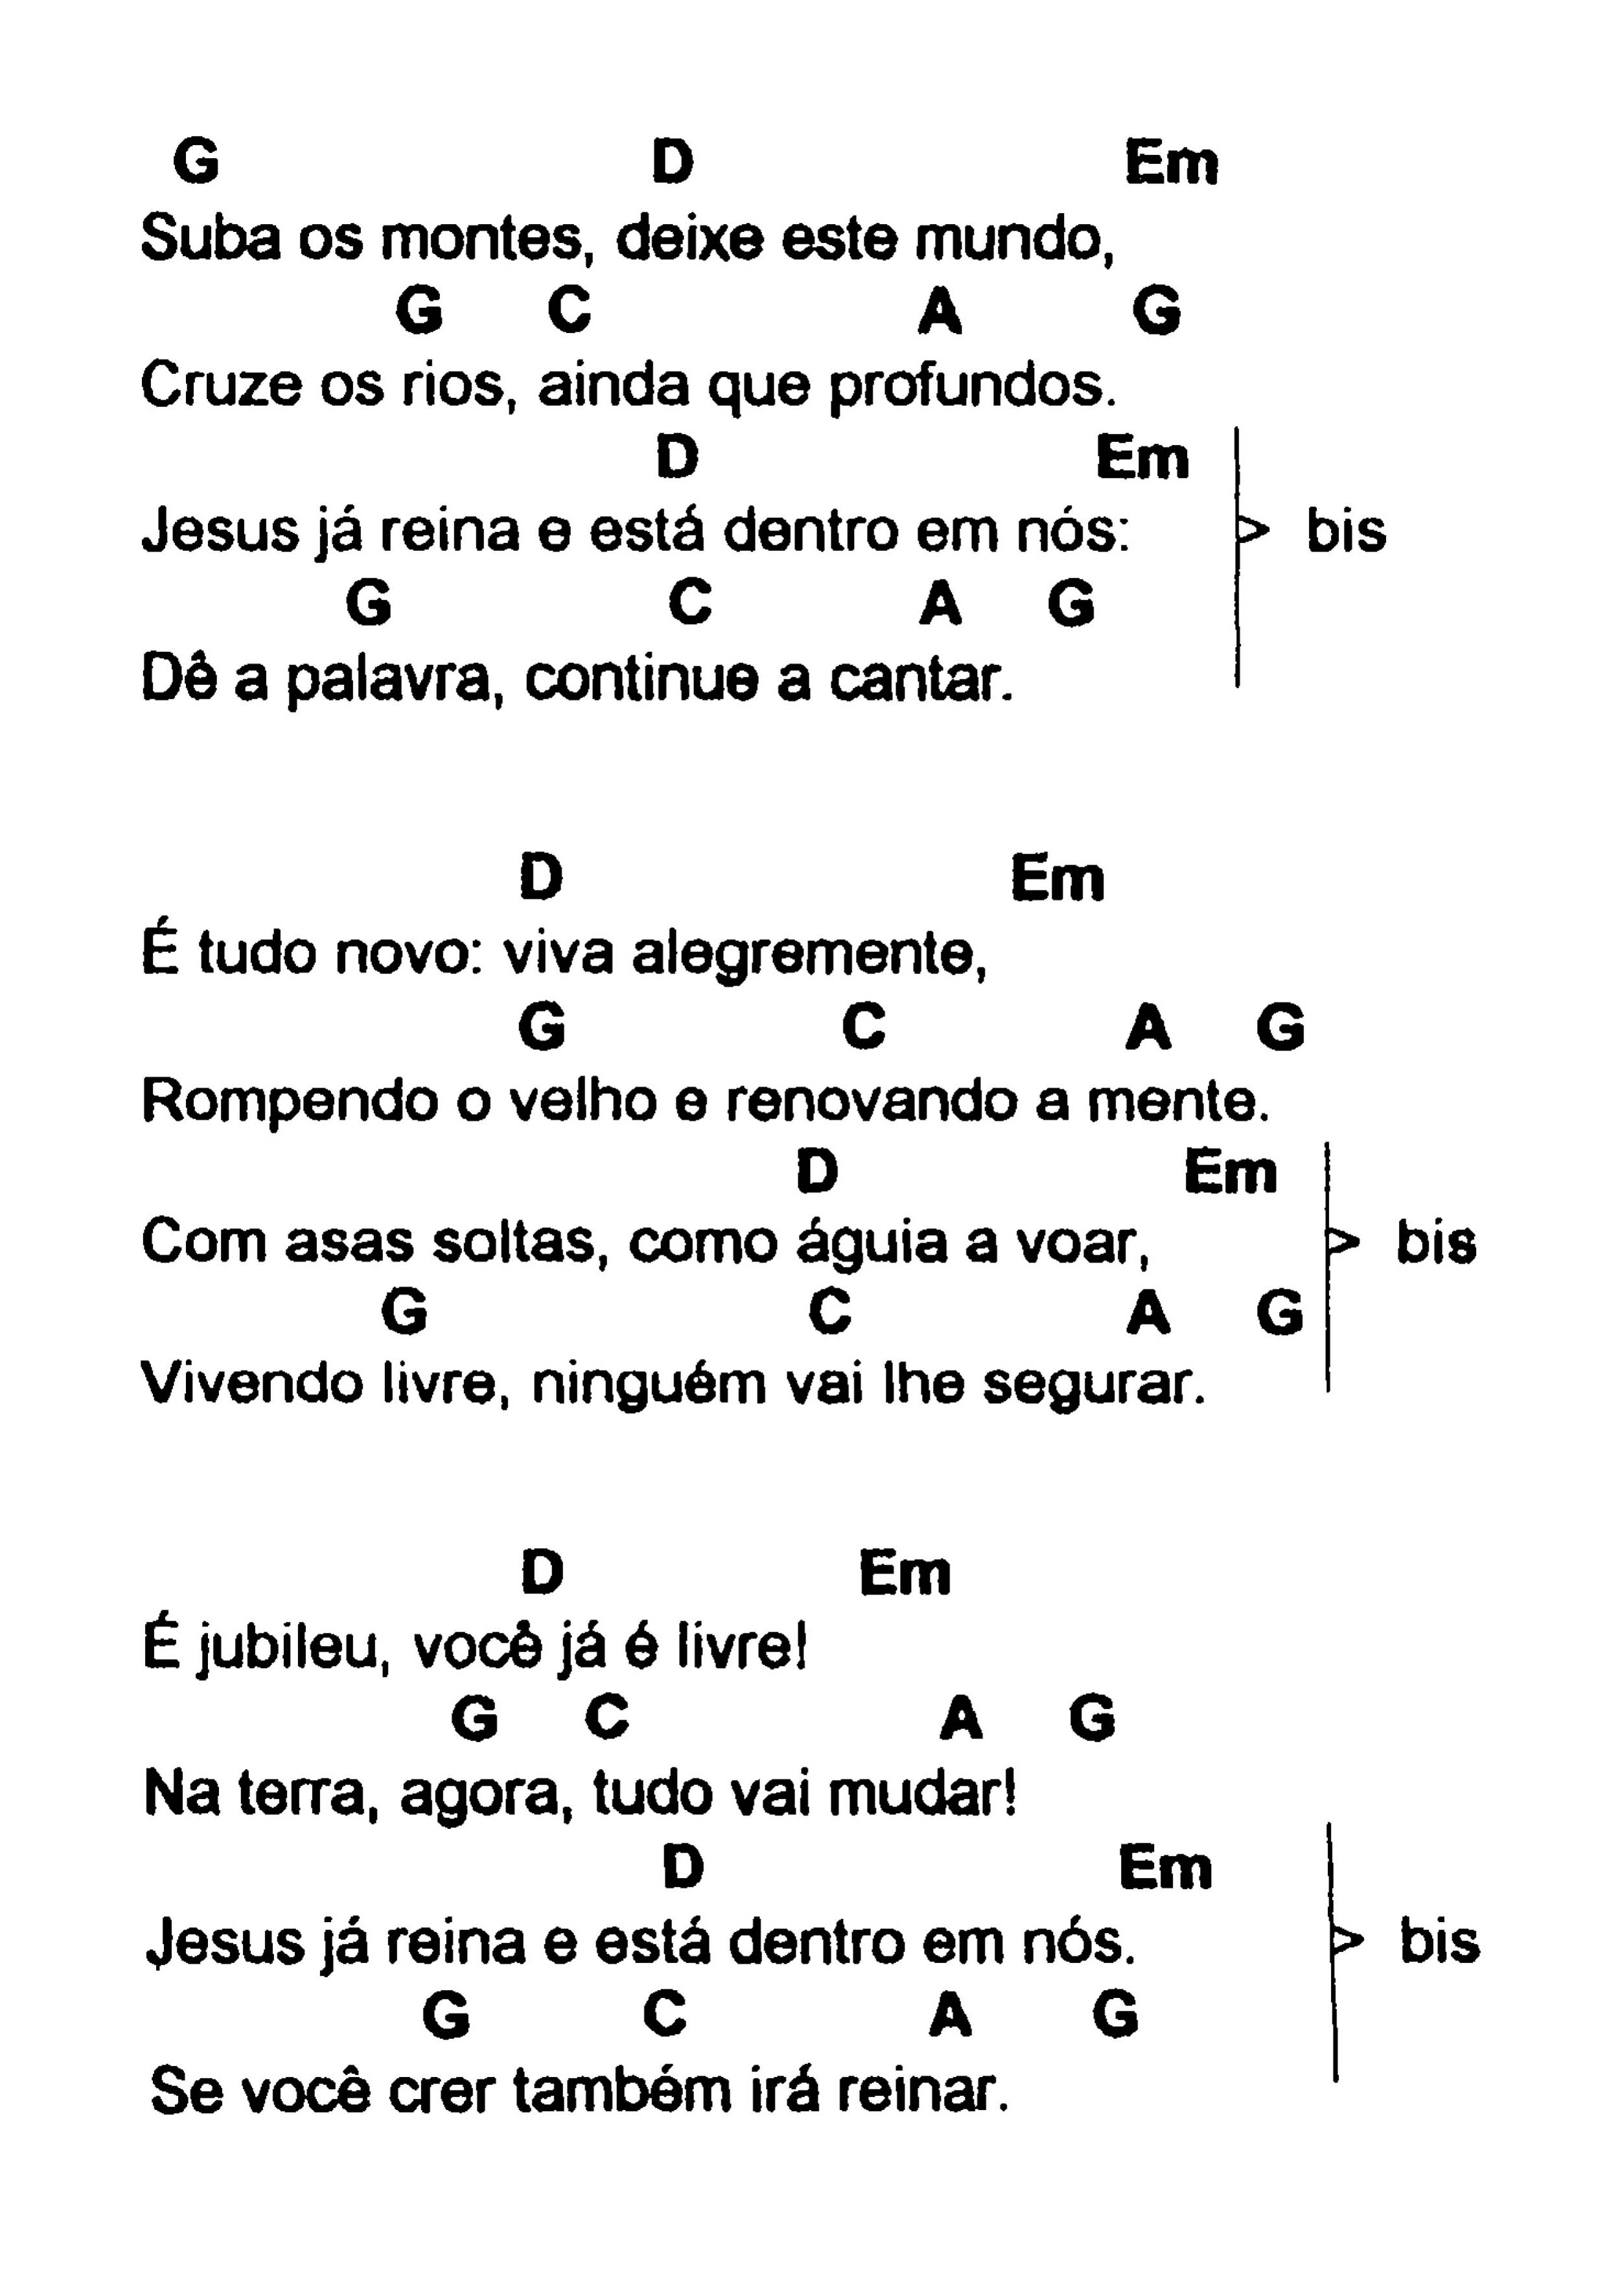 G D Em
Suba os montes, deixe este mundo,
G C A G
Cruze os rios, ainda que profundos.
D Em
Jesus já reina e está dentro em nós: > bis
G C A G
Dê a palavra, continue a cantar.
D Em
É tudo novo: viva alegremente,
G C A G
Rompendo o velho e renovando a mente.
D Em
Com asas soltas, como águia a voar, > bis
G C A G
Vivendo livre, ninguém vai lhe segurar.
D Em
É jubileu, você já é livre!
G C A G
Na terra, agora, tudo vai mudar!
D Em
Jesus já reina e está dentro em nós. > bis
G C A G
Se você crer também irá reinar.